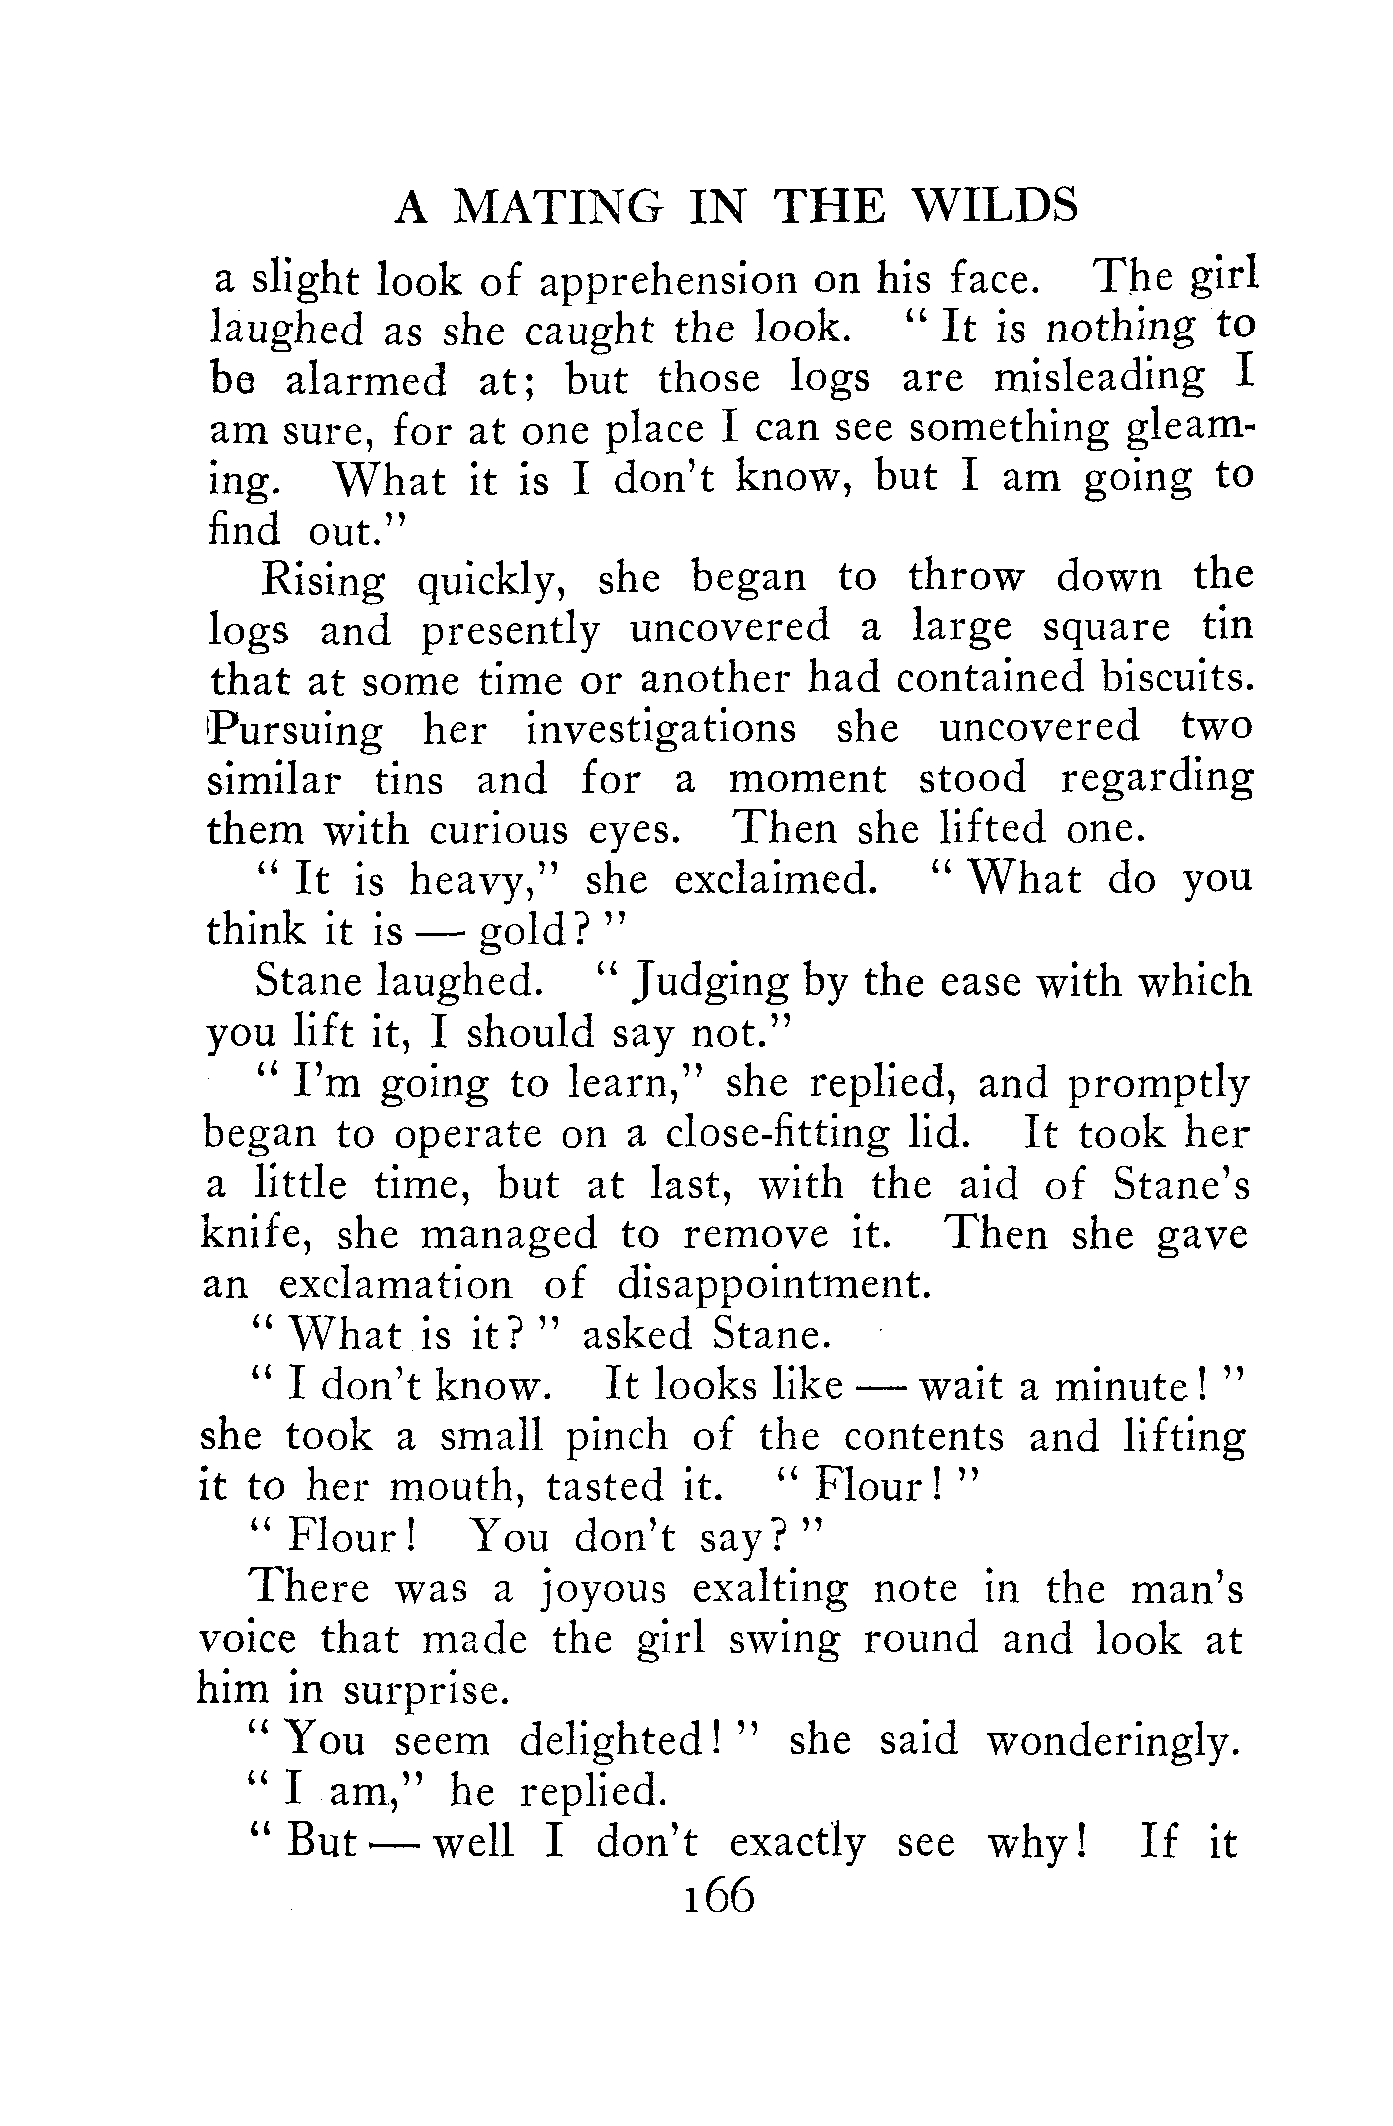 A MATING IN THE WILDS
a slight look of apprehension on his face. The girl
laughed as she caught the look. “ It is nothing to
be alarmed at; but those logs are misleading I
am sure, for at one place I can see something gleam-
ing. What it is I don’t know, but I am going to
find out.”
Rising quickly, she began to throw down the
logs and presently uncovered a large square tin
that at some time or another had contained biscuits.
Pursuing her investigations she uncovered two
similar tins and for a moment stood regarding
them with curious eyes. Then she lifted one.
“ It is heavy,” she exclaimed. “ What do you
think it is — gold? ”
Stane laughed. “ Judging by the ease with which
you lift it, I should say not.”
“ I’m going to learn,” she replied, and promptly
began to operate on a close-fitting lid. It took her
a little time, but at last, with the aid of Stane’s
knife, she managed to remove it. Then she gave
an exclamation of disappointment.
“ What is it? ” asked Stane.
“ I don’t know. It looks like — wait a minute! ”
she took a small pinch of the contents and lifting
it to her mouth, tasted it. “ Flour! ”
“ Flour! You don’t say? ”
There was a joyous exalting note in the man’s
voice that made the girl swing round and look at
him in surprise.
“ You seem delighted! ” she said wonderingly.
“ I am,” he replied.
“ But — well I don’t exactly see why! If it
166